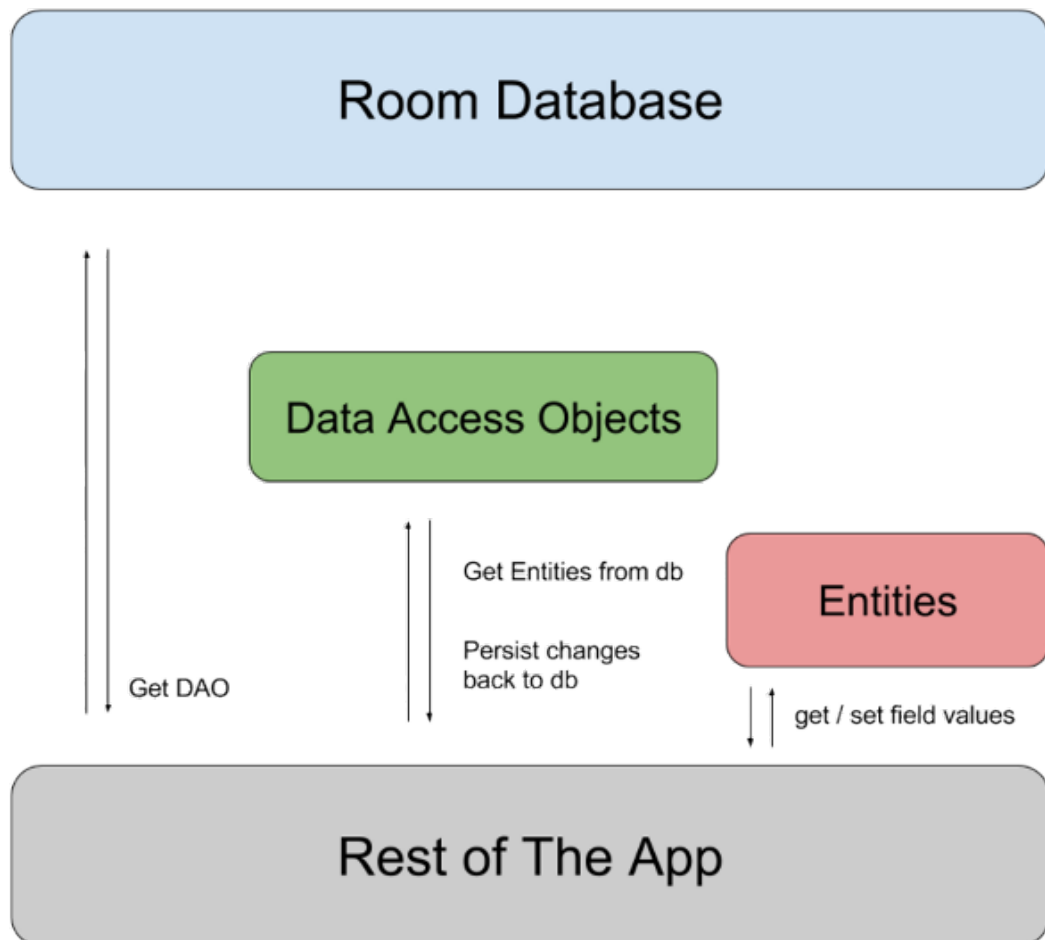 Room Database
Data Access Objects
Get Entities from db
Entities
Persist changes
back to db
Get DAO
get / set field values
Rest of The App